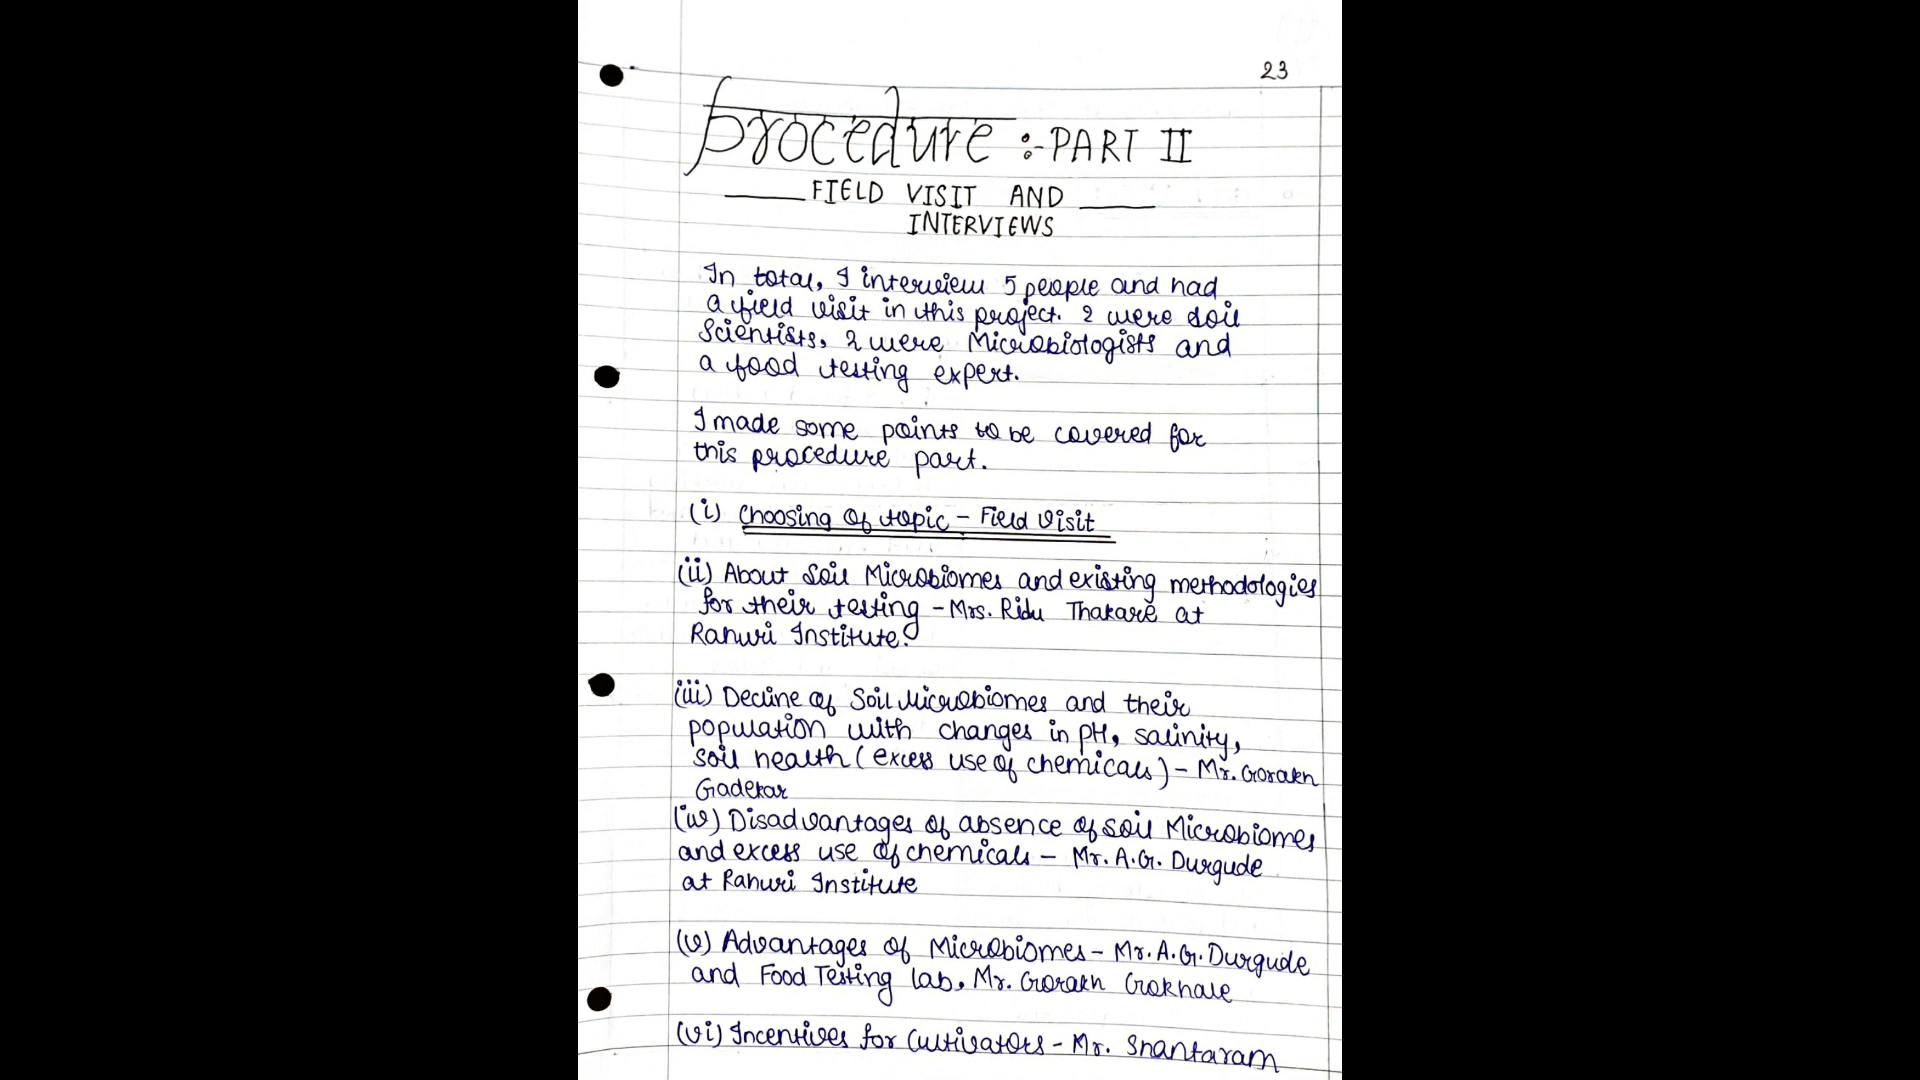 23
Procedure :- PART II
FIELD VISIT AND
INTERVIEWS
In total, I interview 5 people and had
a field visit in this project. 2 were soil
Scientists, 2 were Microbiologists and
a food testing expert.
I made some points to be covered for
this procedure part.
(i) Choosing Of topic - Field Visit
(ii) About Soil Microbiomes and existing methodologies
for their testing - Mrs. Ridu Thakare at
Rahuri Institute.
(iii) Decline of Soil Microbiomes and their
population with changes in pH, salinity,
soil health (excess use of chemicals) - Mr. Gorakh
Gadekar
(iv) Disadvantages of absence of soil Microbiomes
and excess use of chemicals - Mr. A.G. Durgude
at Rahuri Institute
(v) Advantages of Microbiomes - Mr. A.G. Durgude
and Food Testing lab, Mr. Gorakh Gokhale
(vi) Incentives for Cultivators - Mr. Shantaram